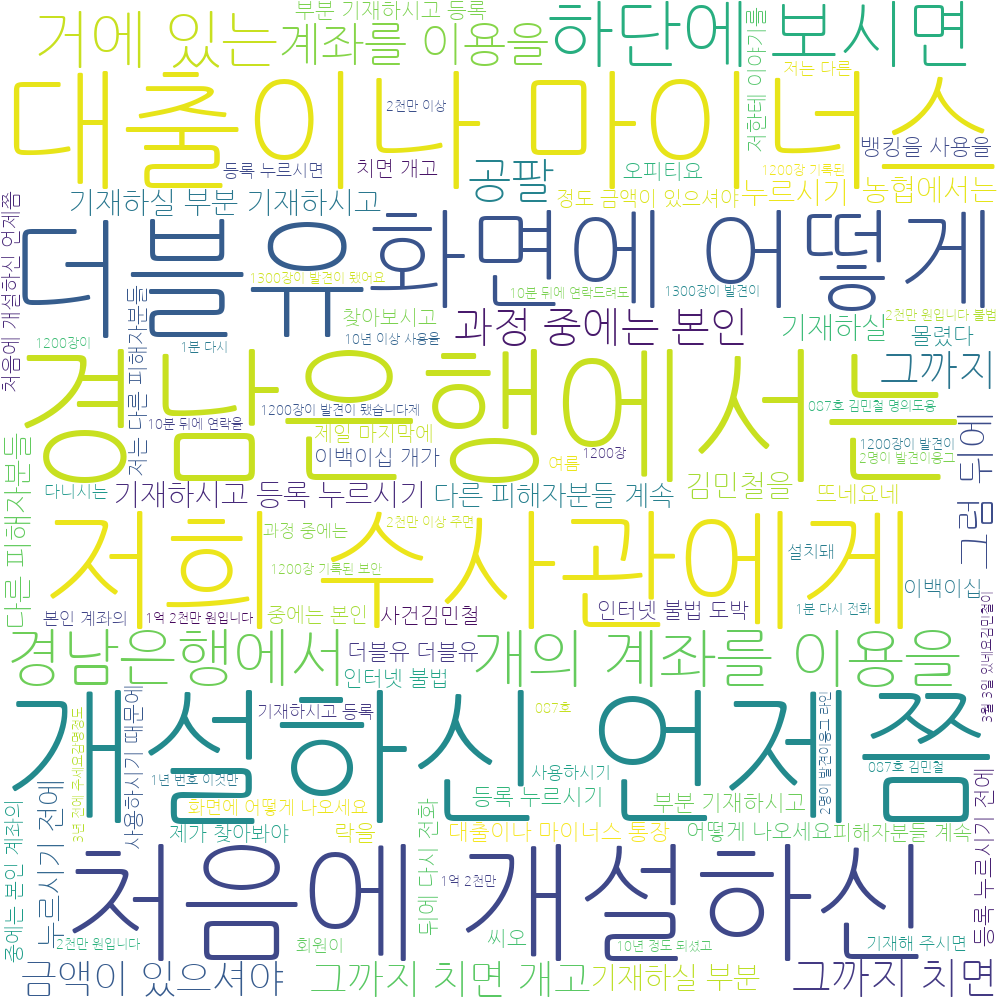 부분 기재하시고 등록
거에 있는
계좌를 이용을
하단에 보시면
저한테 이야기를
저는 다른
대출이나 마이너스
2천만 이상
뱅킹을 사용을
등록 누르시면
치면 개고
공팔
오피티요
1200장 기록된
기재하실 부분 기재하시고
정도 금액이 있으셔야
누르시기
농협에서는
처음에 개설하신 언제쯤
더블유
화면에 어떻게
1300장이 발견이 됐어요
10분 뒤에 연락드려도
1300장이 발견이
저는 다른 피해자분들
찾아보시고
과정 중에는 본인
기재하실
2천만 원입니다 불법
몰렸다
1200장이
1분 다시
10년 이상 사용을
그까지
경남은행에서는
1200장이 발견이 됐습니다제
087호 김민철 명의도용
10분 뒤에 연락을
제일 마지막에
이백이십 개가
여름
1200장
1200장이 발견이
2명이 발견이용그
다른 피해자분들
다니시는
기재하시고 등록 누르시기
다른 피해자분들 계속
김민철을
뜨네요네
그럼 뒤에
저희 수사관에게
과정 중에는
2천만 이상 주면
1200장 기록된 보안
설치돼
이백이십
본인 계좌의
1억 2천만 원입니다
중에는 본인
사건김민철
인터넷 불법 도박
1분 다시 전화
3월 3일 있네요김민철이
경남은행에서
더블유 더블유
인터넷 불법
개의 계좌를 이용을
개설하신 언제쯤
3년 전에 주세요감명정도
사용하시기 때문에
기재하시고 등록
087호
2명이 발견이용그 라인
1년 번호 이것만
사용하시기
087호 김민철
중에는 본인 계좌의
누르시기 전에
화면에 어떻게 나오세요
등록 누르시기
부분 기재하시고
등록 누르시기 전에
제가 찾아봐야
락을
뒤에 다시 전화
대출이나 마이너스 통장
어떻게 나오세요
피해자분들 계속
처음에 개설하신
1억 2천만
2천만 원입니다
회원이
씨오
10년 정도 되셨고
기재해 주시면
금액이 있으셔야
그까지 치면 개고
기재하실 부분
그까지 치면